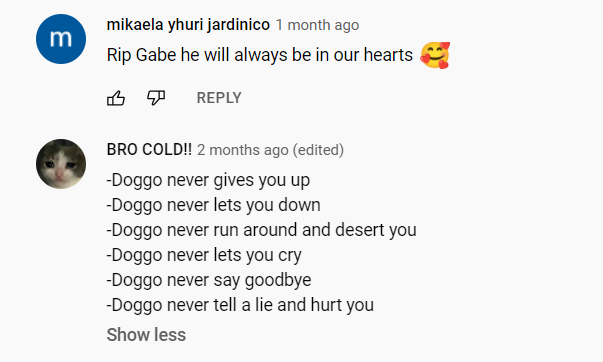 m
mikaela yhuri jardinico 1 month ago
Rip Gabe he will always be in our hearts 🥰
REPLY
BRO COLD!! 2 months ago (edited)
-Doggo never gives you up
-Doggo never lets you down
-Doggo never run around and desert you
-Doggo never lets you cry
-Doggo never say goodbye
-Doggo never tell a lie and hurt you
Show less